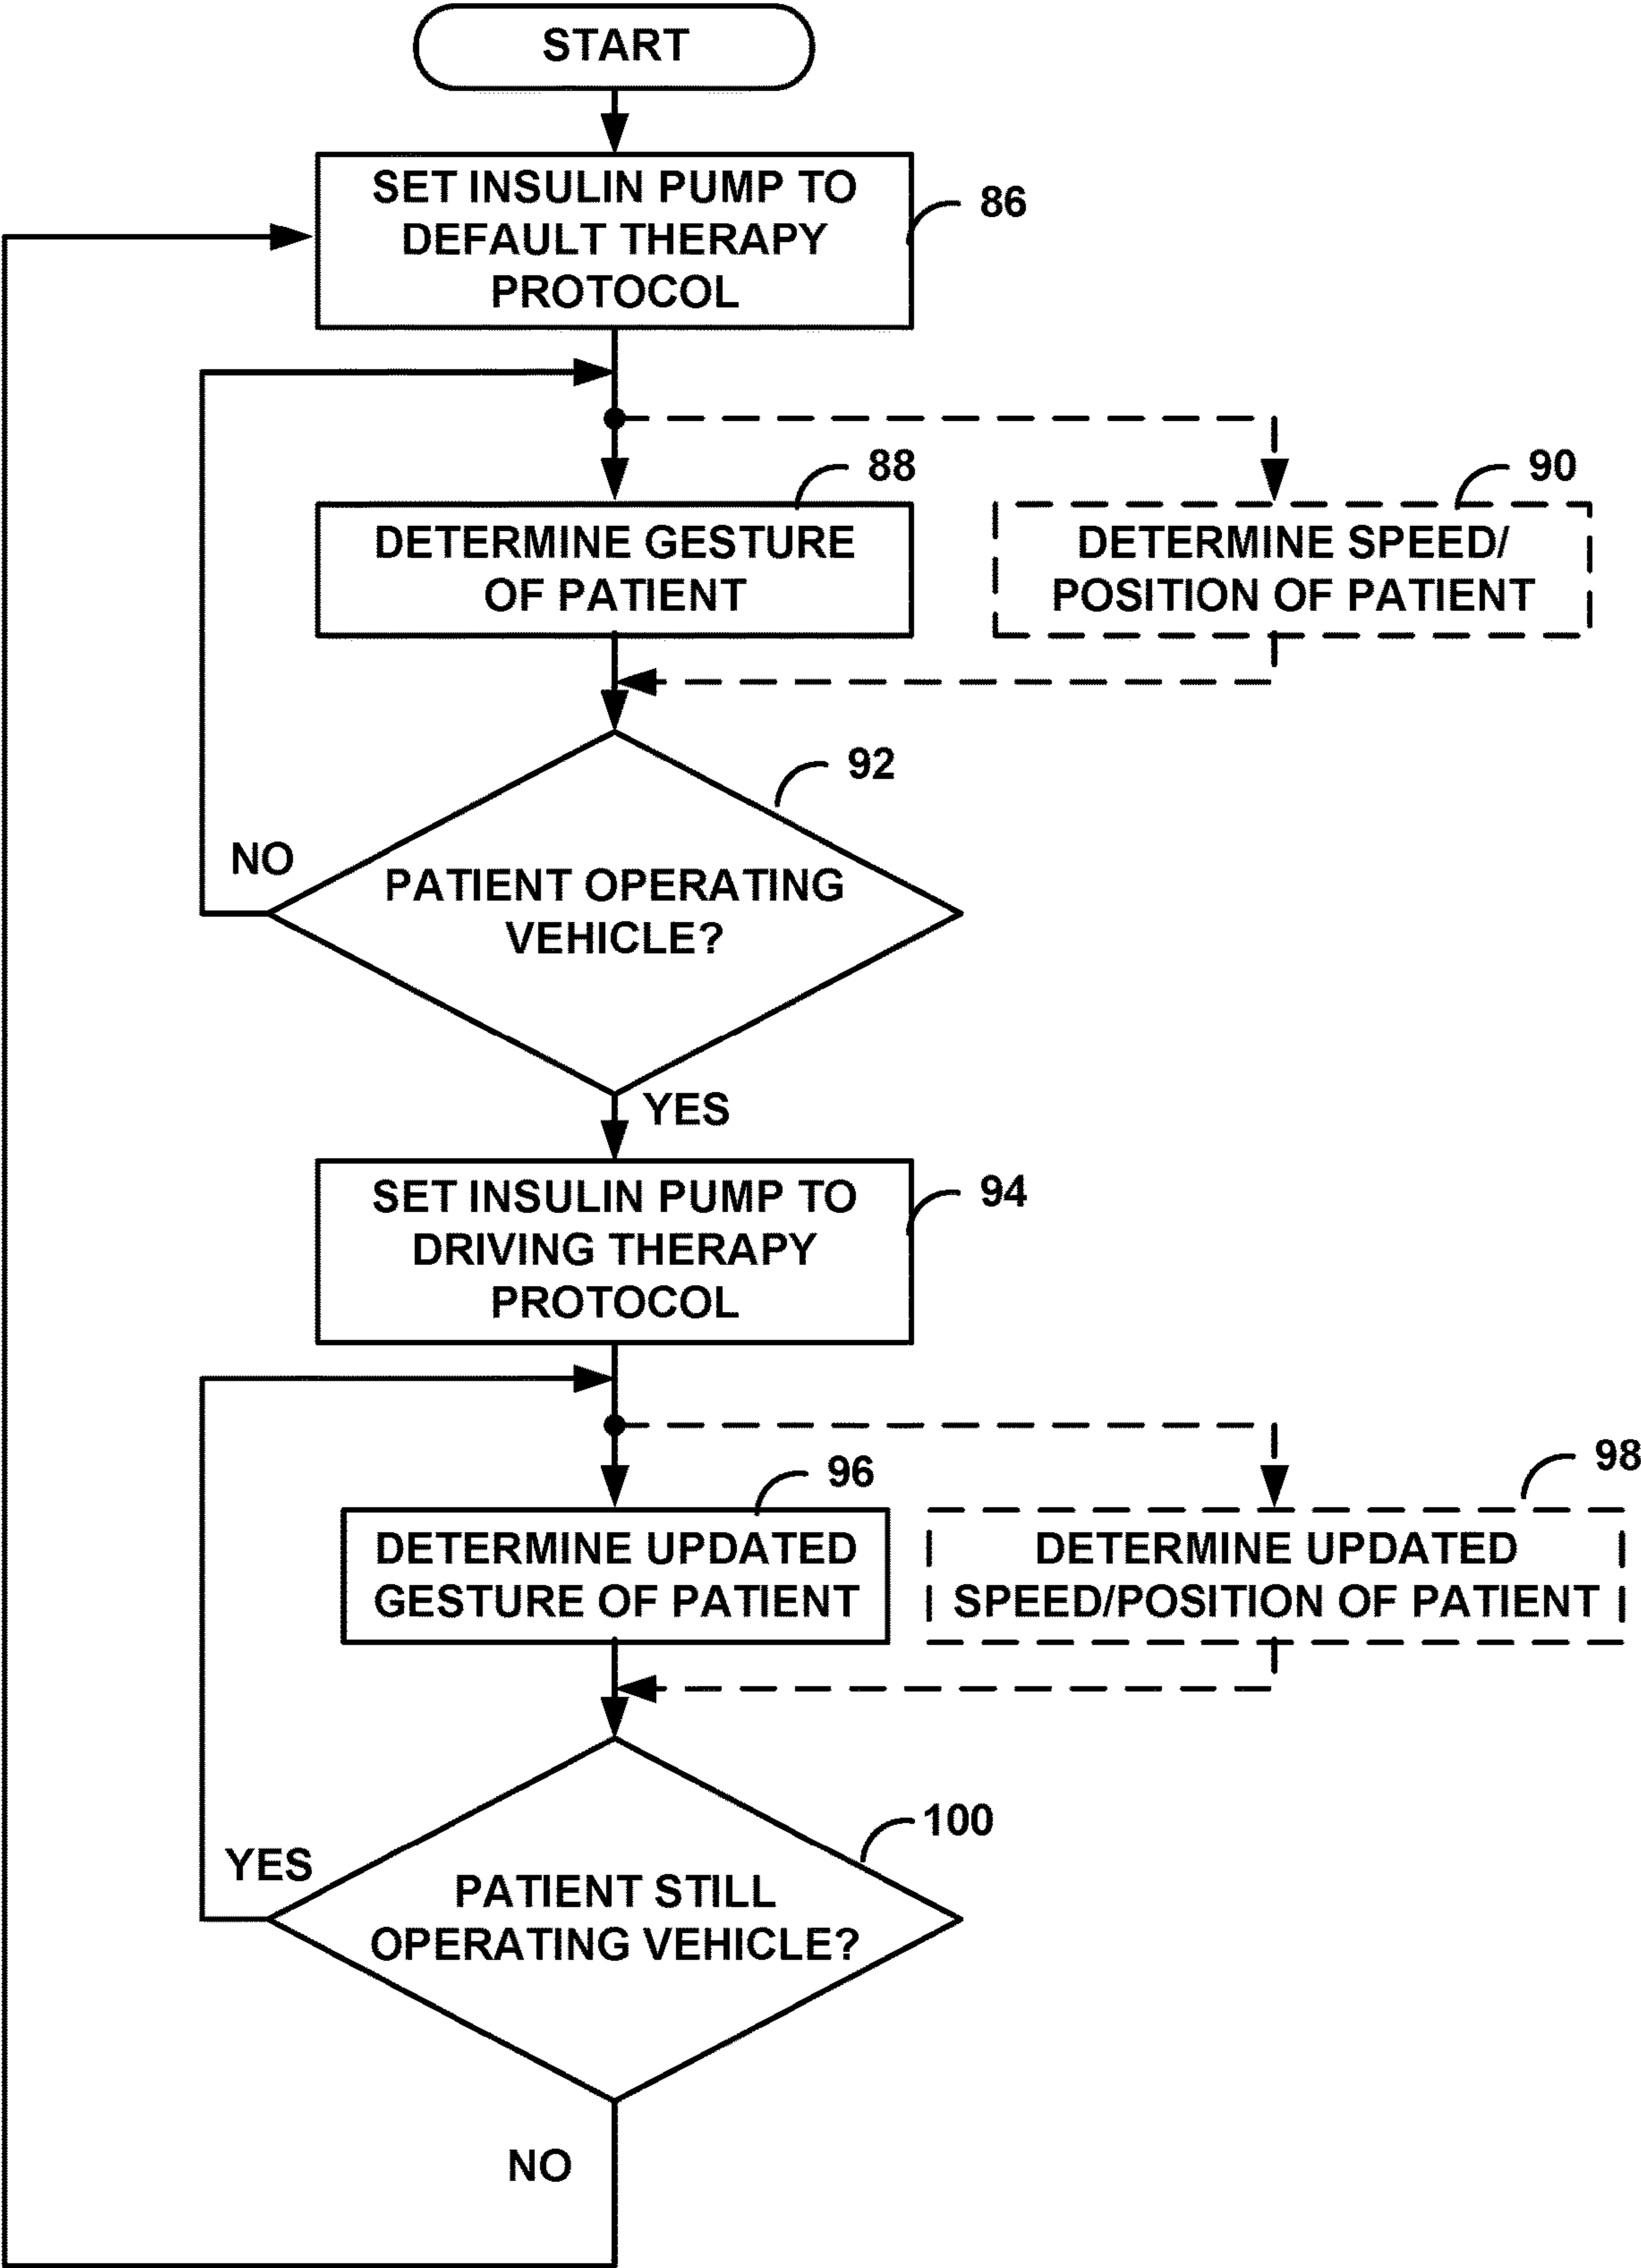 START
SET INSULIN PUMP TO
DEFAULT THERAPY
PROTOCOL
86
88
90
DETERMINE GESTURE
OF PATIENT
DETERMINE SPEED/
POSITION OF PATIENT
92
NO
PATIENT OPERATING
VEHICLE?
YES
SET INSULIN PUMP TO
DRIVING THERAPY
PROTOCOL
94
96
98
DETERMINE UPDATED
GESTURE OF PATIENT
DETERMINE UPDATED
SPEED/POSITION OF PATIENT
100
YES
PATIENT STILL
OPERATING VEHICLE?
NO